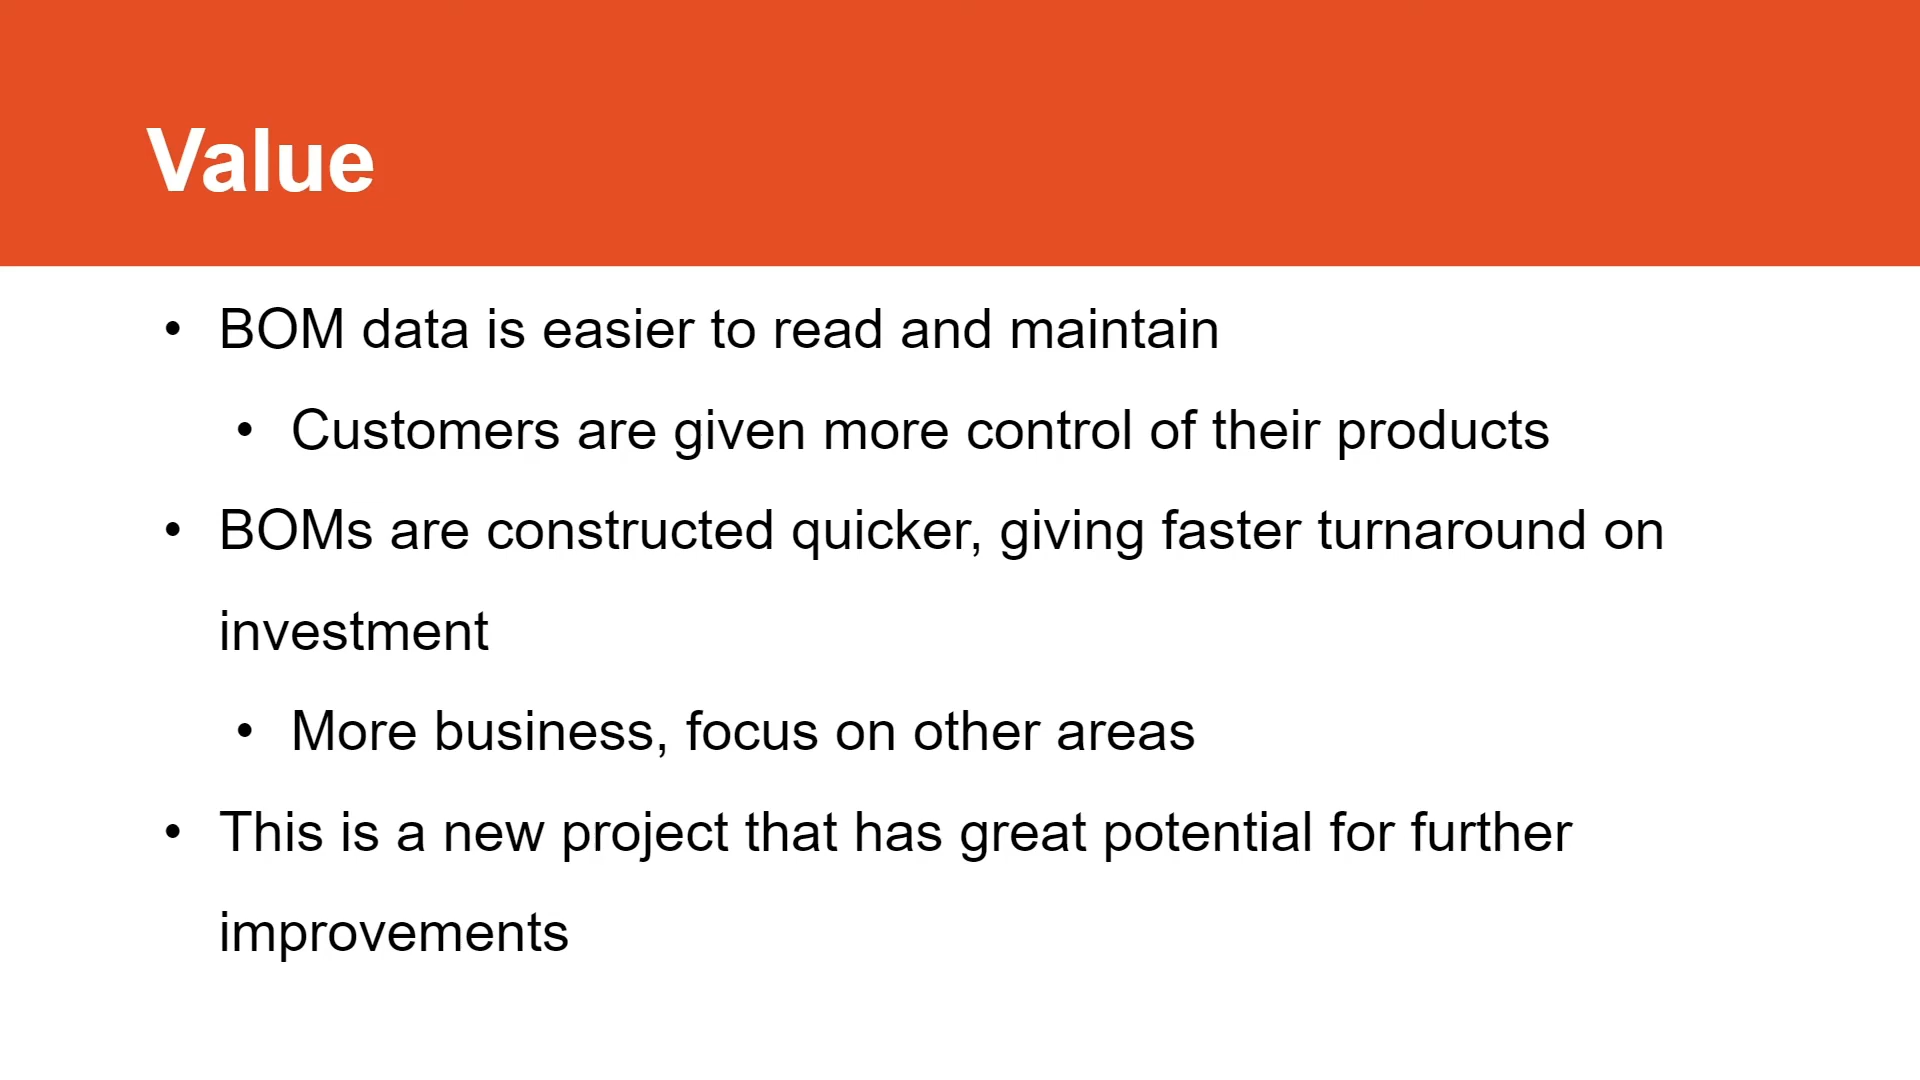 Value
• BOM data is easier to read and maintain
• Customers are given more control of their products
• BOMs are constructed quicker, giving faster turnaround on
investment
• More business, focus on other areas
• This is a new project that has great potential for further
improvements